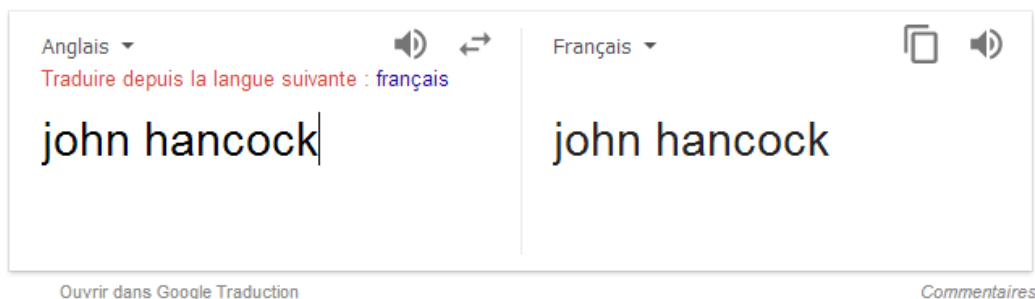 Anglais
Français
Traduire depuis la langue suivante : français
john hancock
john hancock
Ouvrir dans Google Traduction
Commentaires